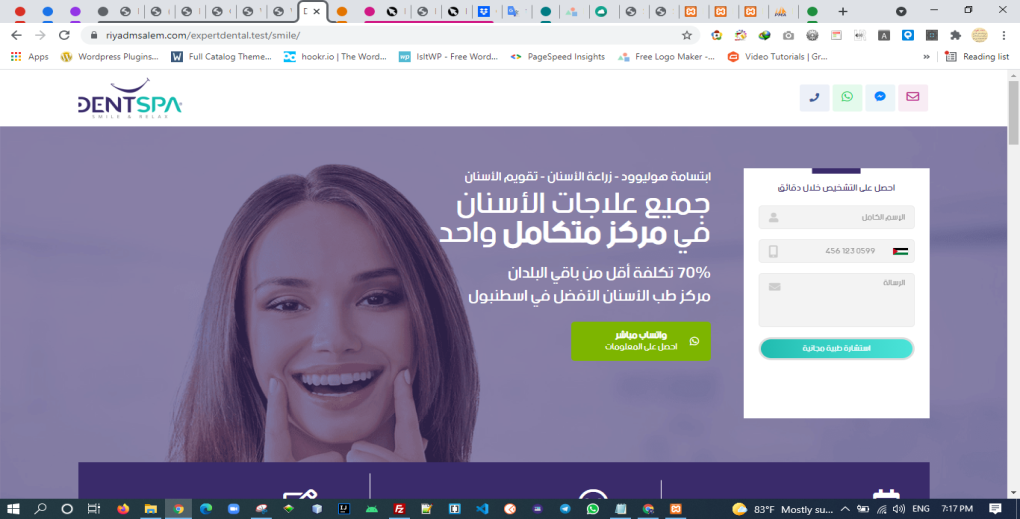 riyadmsalem.com/expertdental.test/smile/
Apps
Wordpress Plugins...
Full Catalog Theme...
hookr.io | The Word...
IsItWP - Free Word...
PageSpeed Insights
Free Logo Maker -...
Video Tutorials | Gr...
»
Reading list
DENTSPA
SMILE & RELAX
ابتسامة هوليوود - زراعة الأسنان - تقويم الأسنان
جميع علاجات الأسنان
في مركز متكامل واحد
70% تكلفة أقل من باقي البلدان
مركز طب الأسنان الأفضل في اسطنبول
واتساب مباشر
احصل على المعلومات
احصل على التشخيص خلال دقائق
الإسم الكامل
0599 123 456
الرسالة
استشارة طبية مجانية
83°F Mostly su...
ENG
7:17 PM